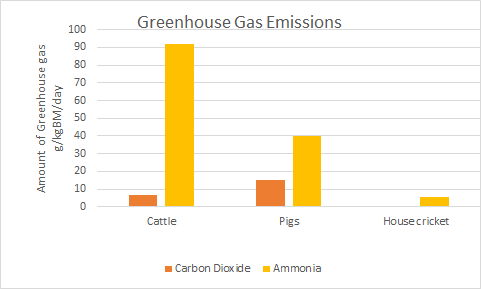 Greenhouse Gas Emissions
Amount of Greenhouse gas
g/kgBM/day
100
90
80
70
60
50
40
30
20
10
0
Cattle Pigs House cricket
Carbon Dioxide Ammonia